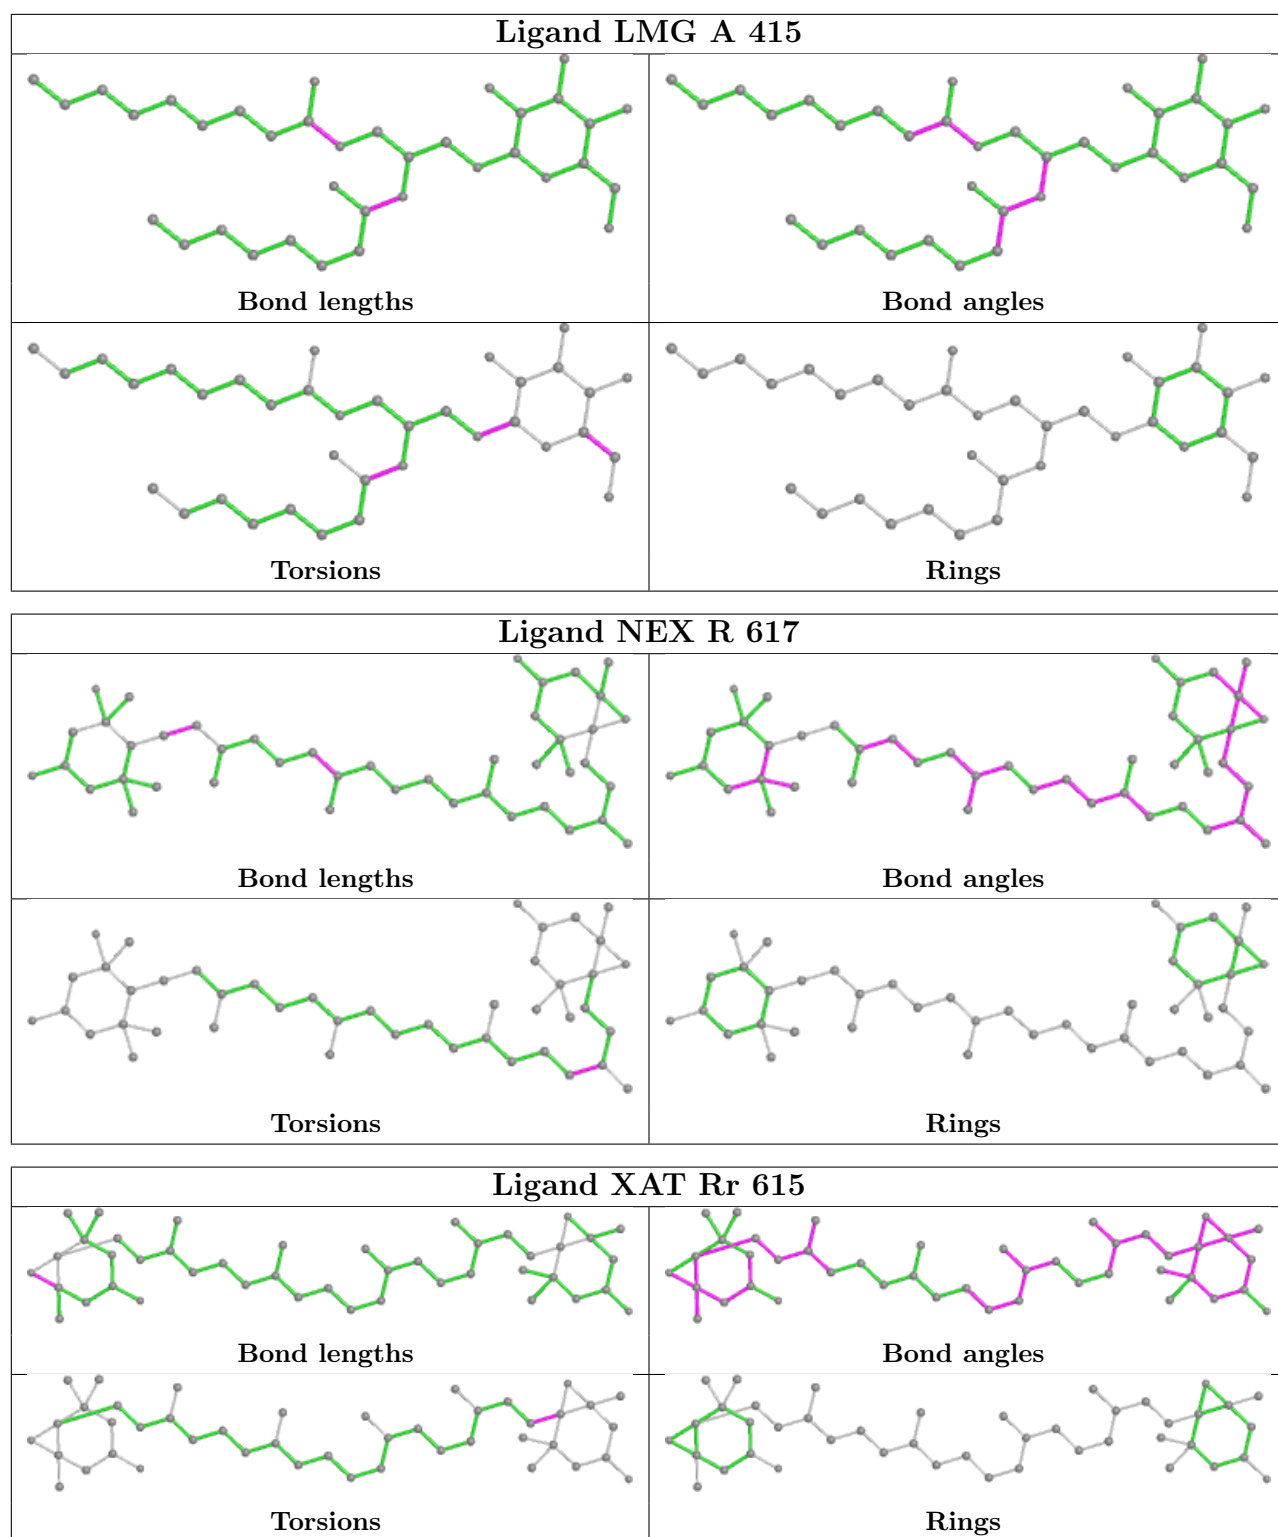 Ligand LMG A 415
Bond lengths
Bond angles
Torsions
Rings
Ligand NEX R 617
Bond lengths
Bond angles
Torsions
Rings
Ligand XAT Rr 615
Bond lengths
Bond angles
Torsions
Rings